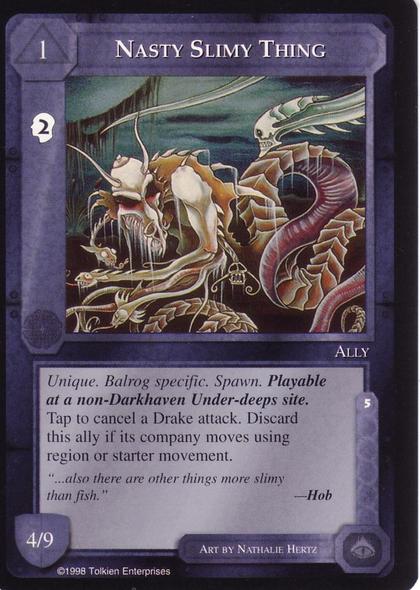 1
NASTY SLIMY THING
2
ALLY
Unique. Balrog specific. Spawn. Playable
at a non-Darkhaven Under-deeps site.
Tap to cancel a Drake attack. Discard
this ally if its company moves using
region or starter movement.
5
“...also there are other things more slimy
than fish.” —Hob
4/9
ART BY NATHALIE HERTZ
©1998 Tolkien Enterprises